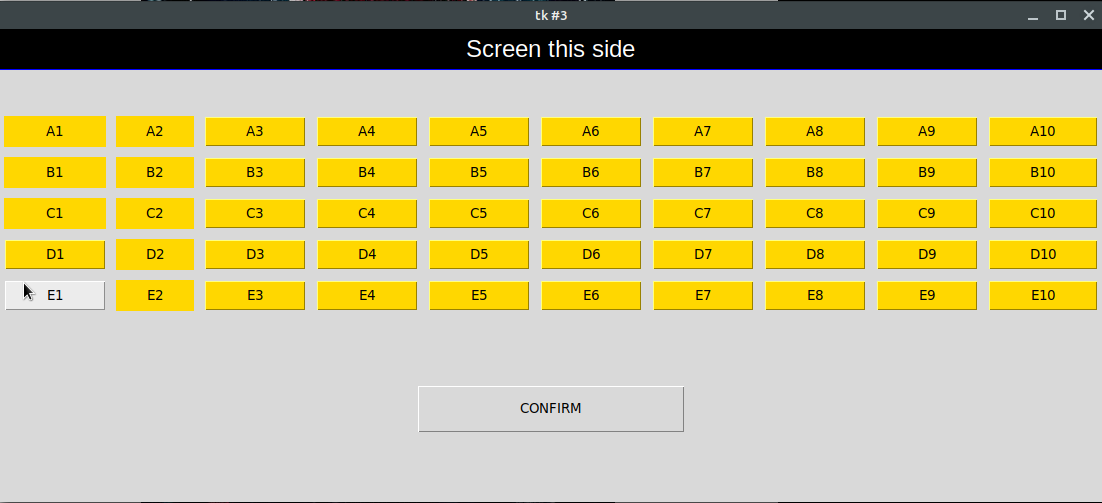 tk #3
Screen this side
A1 A2 A3 A4 A5 A6 A7 A8 A9 A10
B1 B2 B3 B4 B5 B6 B7 B8 B9 B10
C1 C2 C3 C4 C5 C6 C7 C8 C9 C10
D1 D2 D3 D4 D5 D6 D7 D8 D9 D10
E1 E2 E3 E4 E5 E6 E7 E8 E9 E10
CONFIRM